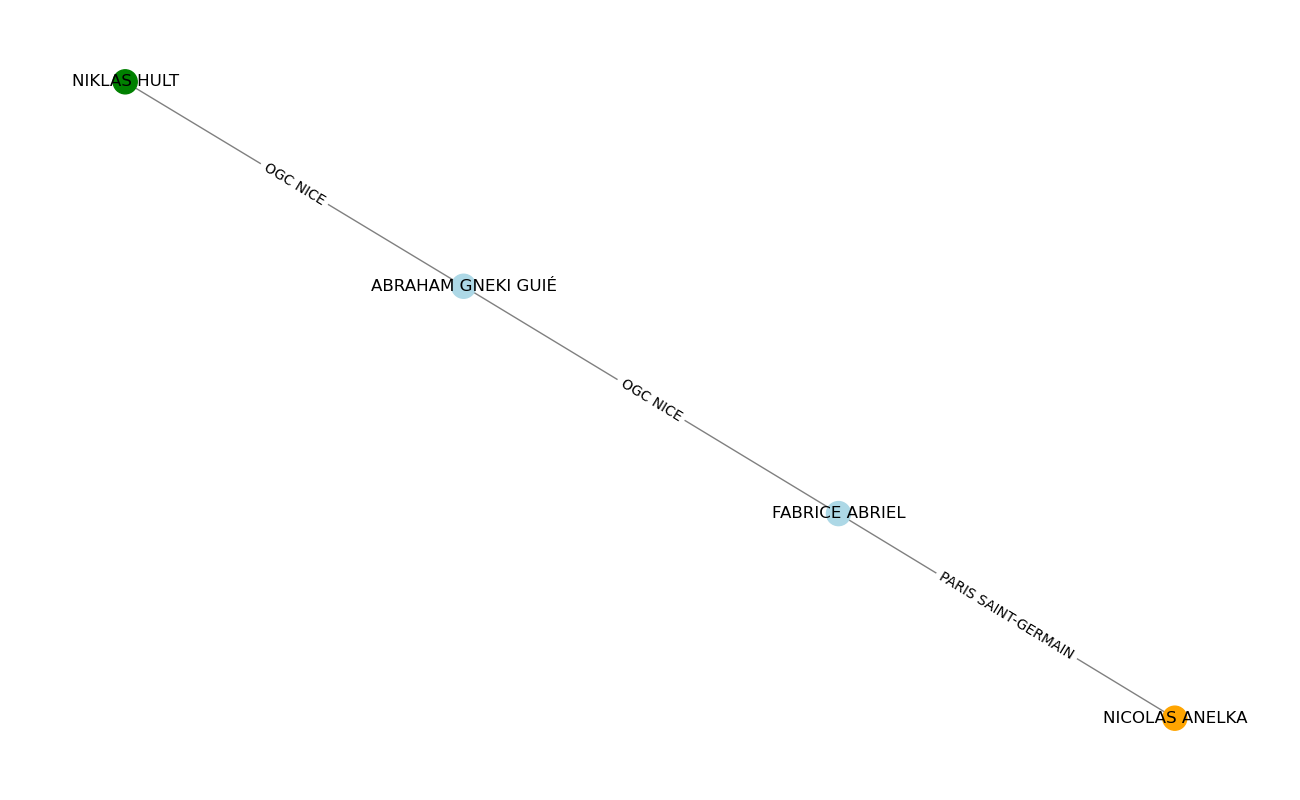 NIKLAS HULT
OGC NICE
ABRAHAM GNEKI GUIÉ
OGC NICE
FABRICE ABRIEL
PARIS SAINT-GERMAIN
NICOLAS ANELKA